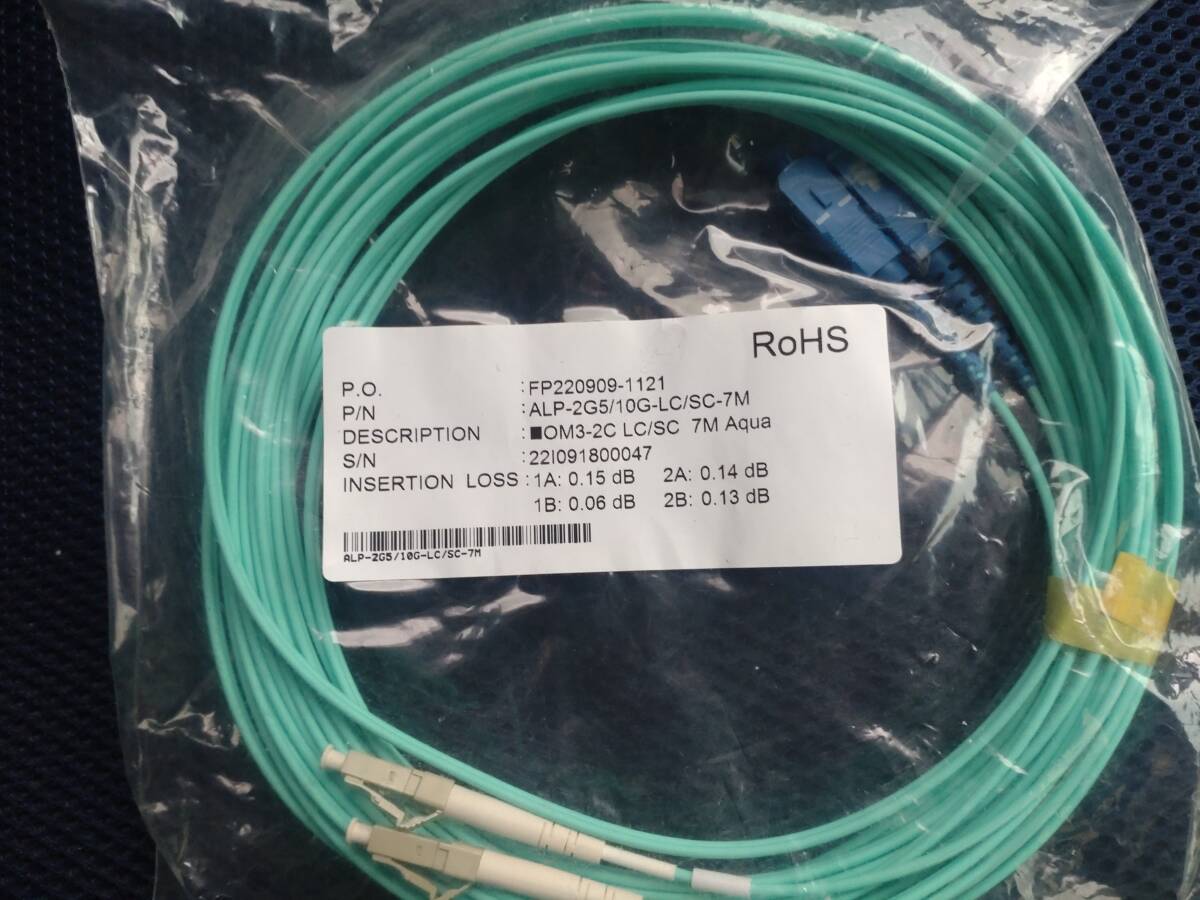 RoHS
P.O. : FP220909-1121
P/N : ALP-2G5/10G-LC/SC-7M
DESCRIPTION : ■OM3-2C LC/SC 7M Aqua
S/N : 22I091800047
INSERTION LOSS : 1A: 0.15 dB 2A: 0.14 dB
1B: 0.06 dB 2B: 0.13 dB
ALP-2G5/10G-LC/SC-7M